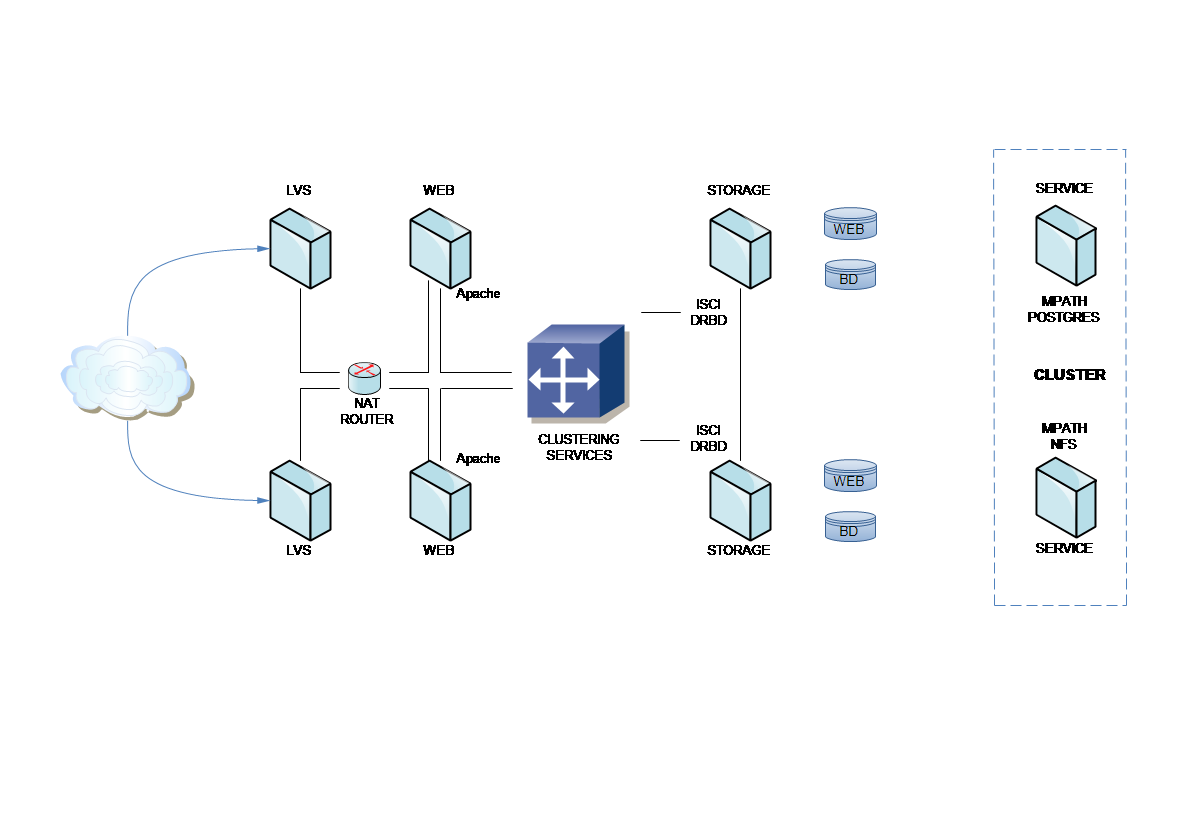 LVS
WEB
STORAGE
SERVICE
WEB
BD
Apache
ISCI
DRBD
MPATH
POSTGRES
CLUSTER
NAT
ROUTER
CLUSTERING
SERVICES
ISCI
DRBD
MPATH
NFS
Apache
WEB
BD
LVS
WEB
STORAGE
SERVICE